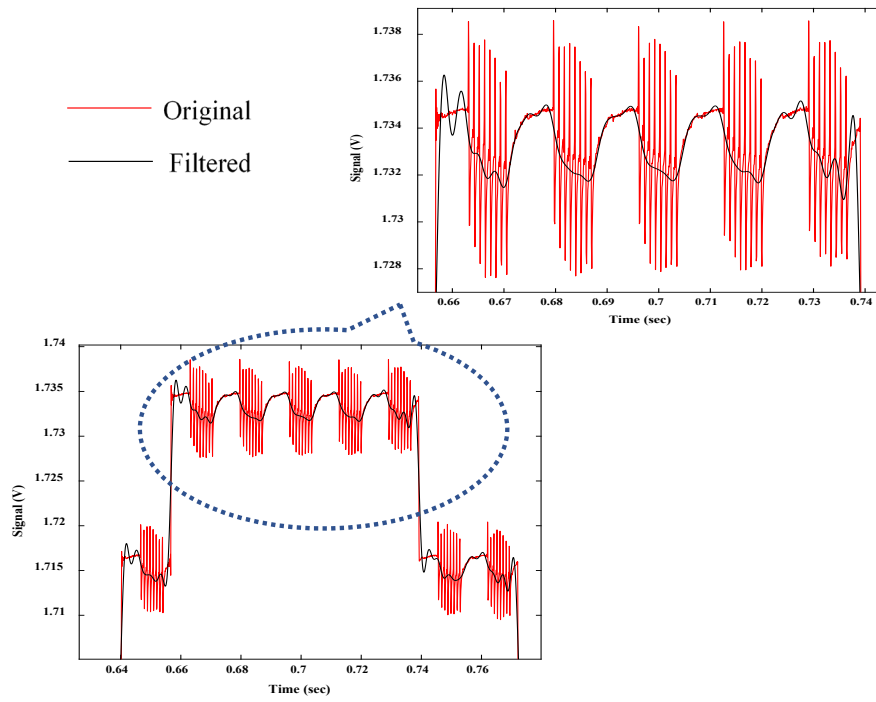 Original
Filtered
1.738
1.736
1.734
1.732
1.73
1.728
Signal (V)
0.66 0.67 0.68 0.69 0.7 0.71 0.72 0.73 0.74
Time (sec)
1.74
1.735
1.73
1.725
1.72
1.715
1.71
Signal (V)
0.64 0.66 0.68 0.7 0.72 0.74 0.76
Time (sec)